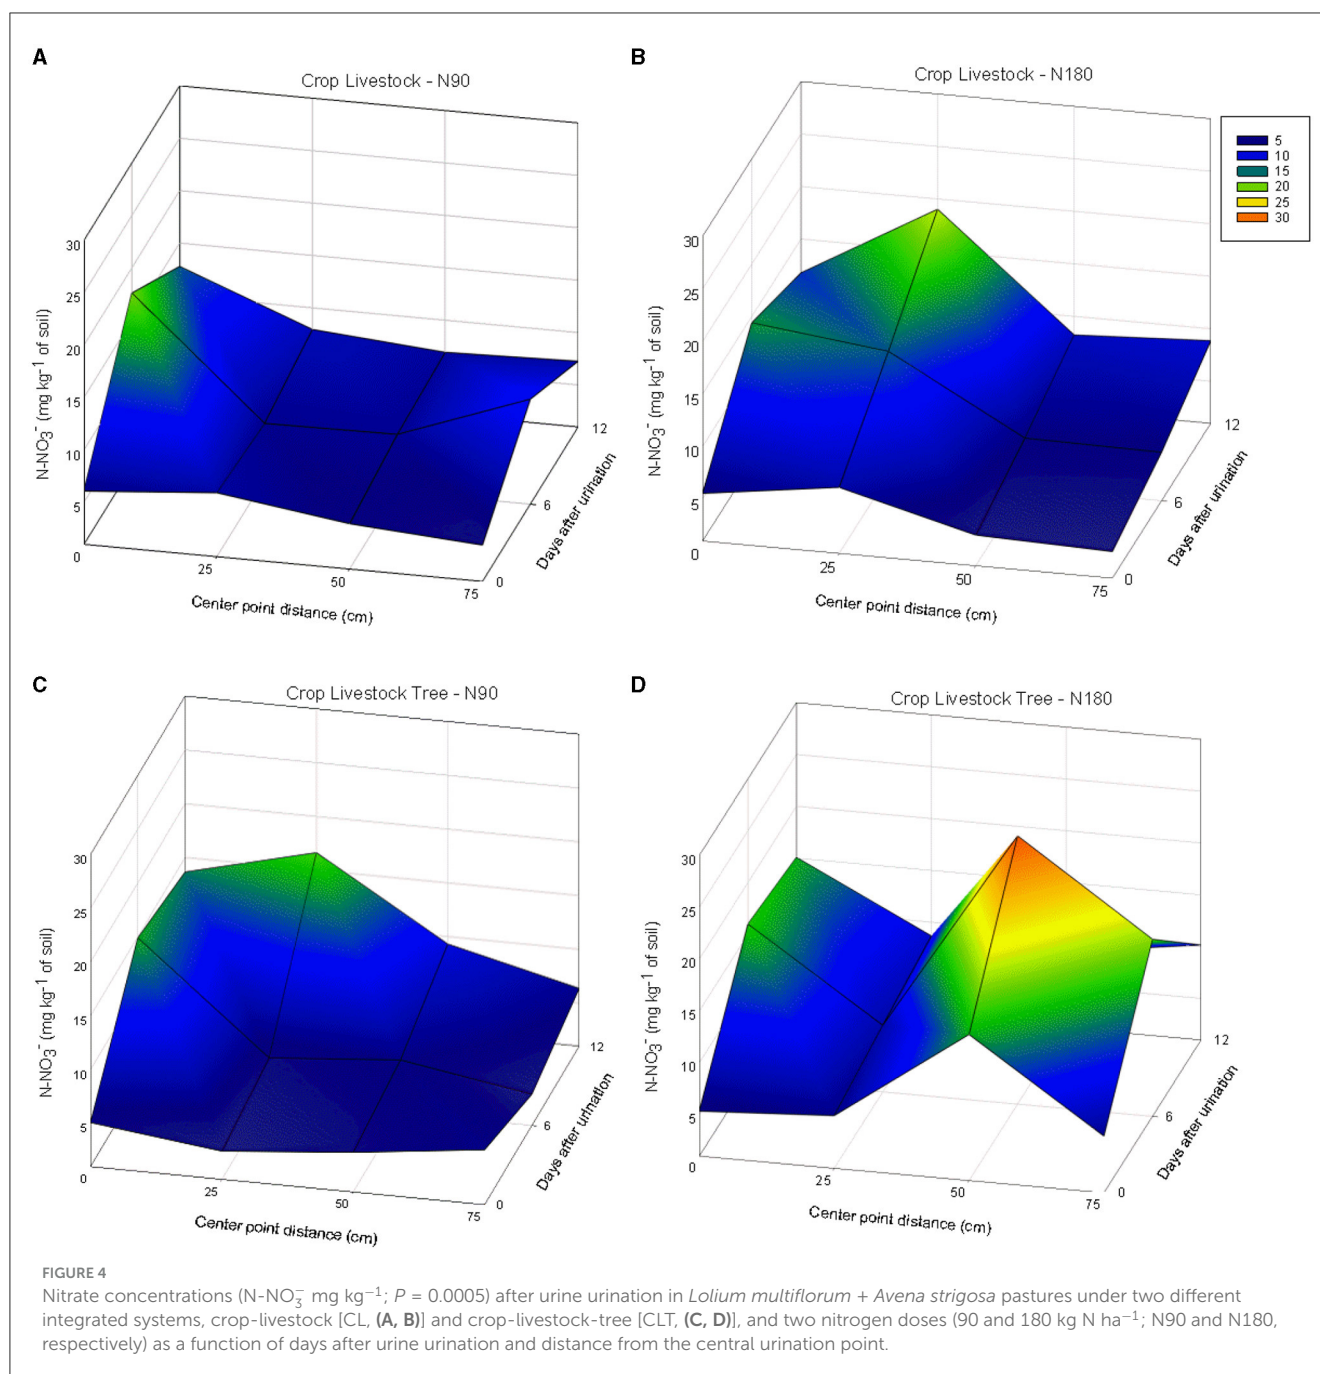 A
Crop Livestock - N90
30
25
20
15
10
5
0
N-NO₃⁻ (mg kg⁻¹ of soil)
25
50
75
Center point distance (cm)
0
6
12
Days after urination
B
Crop Livestock - N180
5
10
15
20
25
30
30
25
20
15
10
5
0
N-NO₃⁻ (mg kg⁻¹ of soil)
25
50
75
Center point distance (cm)
0
6
12
Days after urination
C
Crop Livestock Tree - N90
30
25
20
15
10
5
0
N-NO₃⁻ (mg kg⁻¹ of soil)
25
50
75
Center point distance (cm)
0
6
12
Days after urination
D
Crop Livestock Tree - N180
30
25
20
15
10
5
0
N-NO₃⁻ (mg kg⁻¹ of soil)
25
50
75
Center point distance (cm)
0
6
12
Days after urination
FIGURE 4
Nitrate concentrations (N-NO₃⁻ mg kg⁻¹; P = 0.0005) after urine urination in Lolium multiflorum + Avena strigosa pastures under two different
integrated systems, crop-livestock [CL, (A, B)] and crop-livestock-tree [CLT, (C, D)], and two nitrogen doses (90 and 180 kg N ha⁻¹; N90 and N180,
respectively) as a function of days after urine urination and distance from the central urination point.